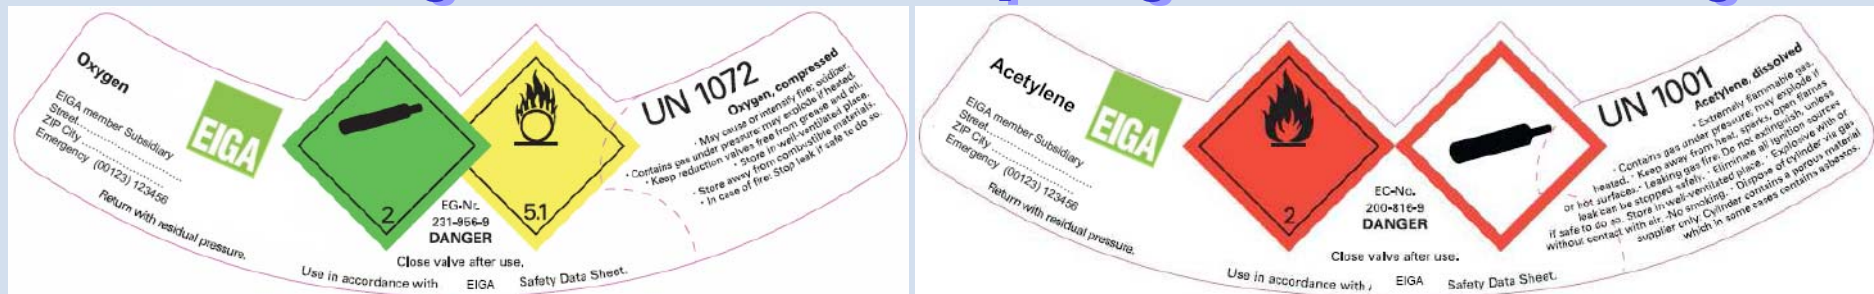 Oxygen
EIGA member Subsidiary
Street
ZIP City
Emergency (00123) 123456
Return with residual pressure.
EIGA
2
5.1
EG-Nr.
231-956-9
DANGER
Close valve after use.
Use in accordance with EIGA Safety Data Sheet.
UN 1072
Oxygen, compressed
· May cause or intensify fire; oxidizer.
· Contains gas under pressure; may explode if heated.
· Keep reduction valves free from grease and oil.
· Store in well-ventilated place.
· Store away from combustible materials.
· In case of fire: Stop leak if safe to do so.
Acetylene
EIGA member Subsidiary
Street
ZIP City
Emergency (00123) 123456
Return with residual pressure.
EIGA
2
EC-No.
200-816-9
DANGER
Close valve after use.
Use in accordance with EIGA Safety Data Sheet.
UN 1001
Acetylene, dissolved
· Extremely flammable gas.
· Contains gas under pressure; may explode if
heated. · Keep away from heat, sparks, open flames
or hot surfaces. · Leaking gas fire: Do not extinguish, unless
leak can be stopped safely. · Eliminate all ignition sources
if safe to do so. Store in well-ventilated place. · Explosive with or
without contact with air. ·No smoking. · Dispose of cylinder via gas
supplier only. Cylinder contains a porous material
which in some cases contains asbestos.